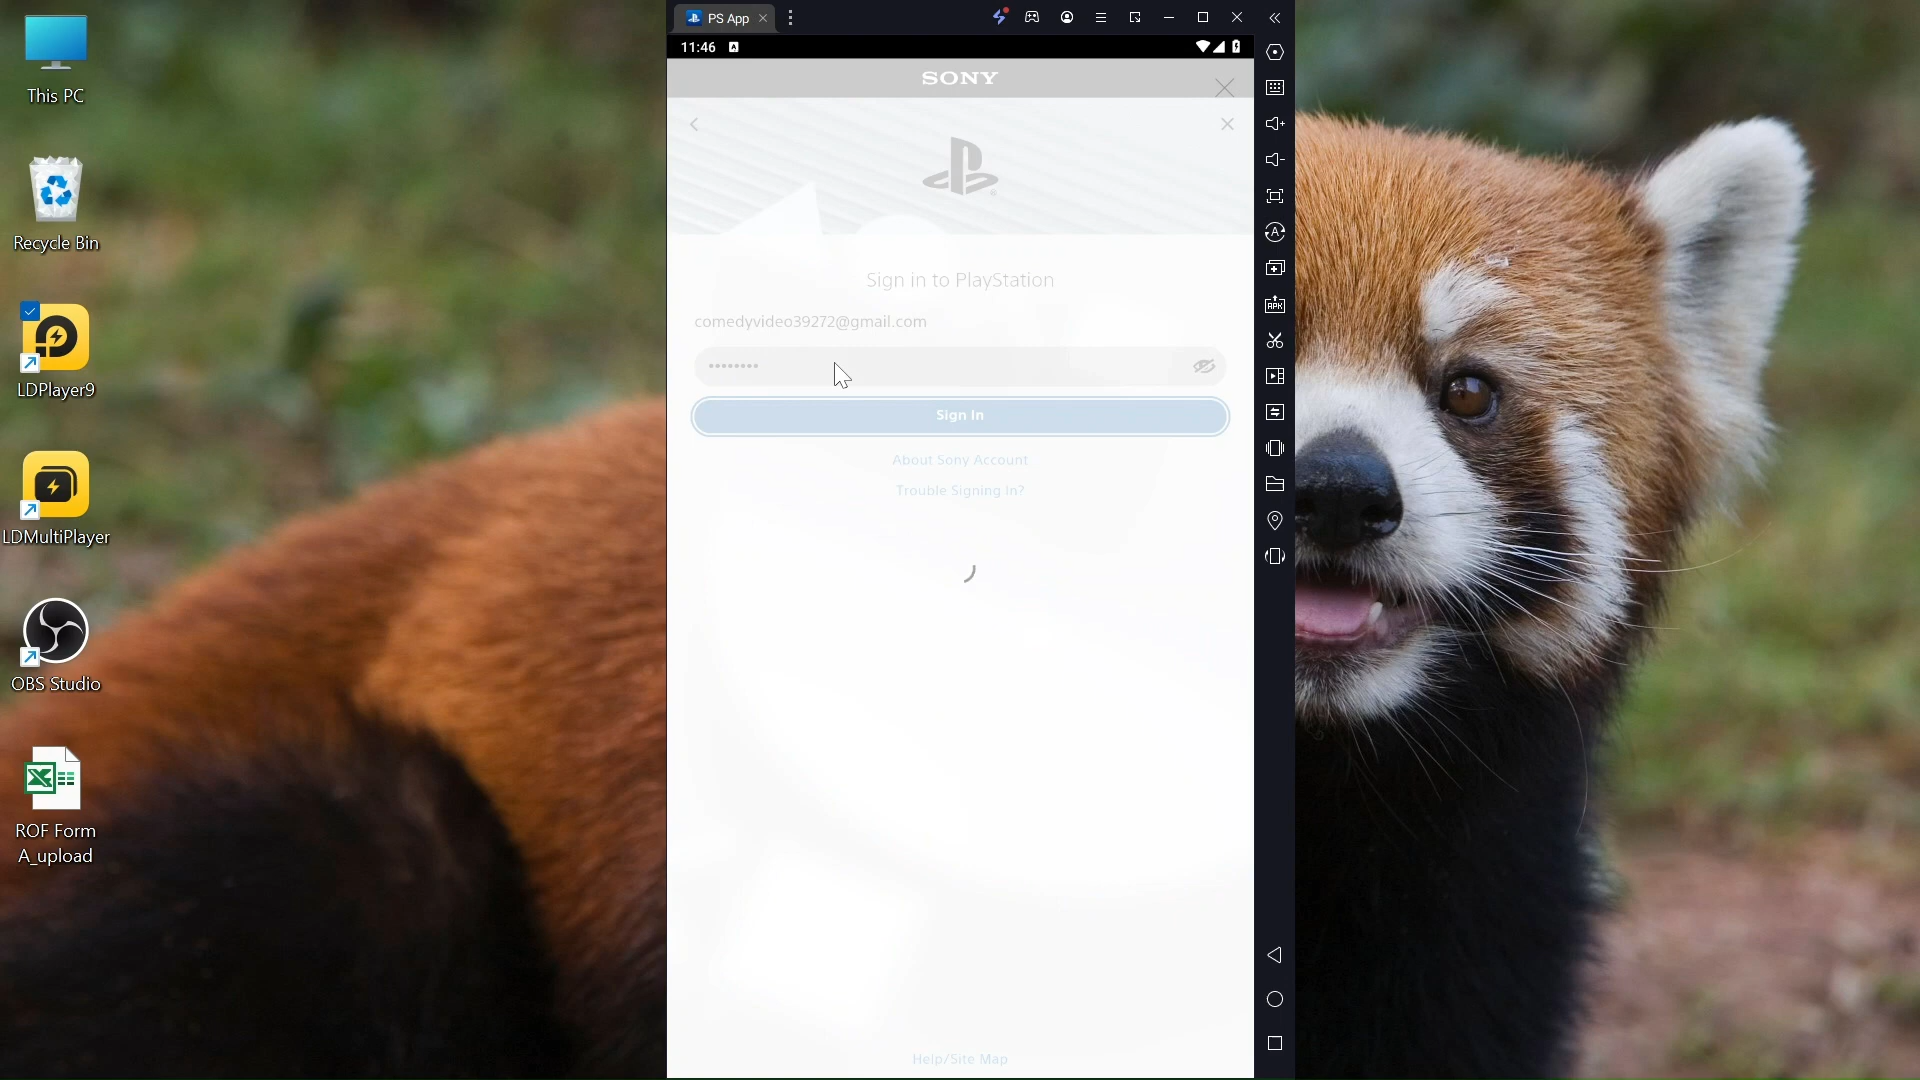 This PC
Recycle Bin
LDPlayer9
LDMultiPlayer
OBS Studio
ROF Form
A_upload
PS App
11:46
SONY
Sign in to PlayStation
comedyvideo39272@gmail.com
••••••••
Sign In
About Sony Account
Trouble Signing In?
Help/Site Map
APK